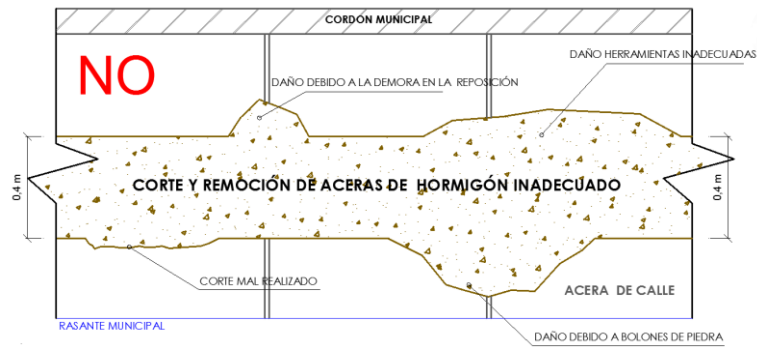 CORDÓN MUNICIPAL
NO
DAÑO HERRAMIENTAS INADECUADAS
DAÑO DEBIDO A LA DEMORA EN LA REPOSICIÓN
0,4 m
CORTE Y REMOCIÓN DE ACERAS DE HORMIGÓN INADECUADO
0,4 m
CORTE MAL REALIZADO
ACERA DE CALLE
RASANTE MUNICIPAL
DAÑO DEBIDO A BOLONES DE PIEDRA